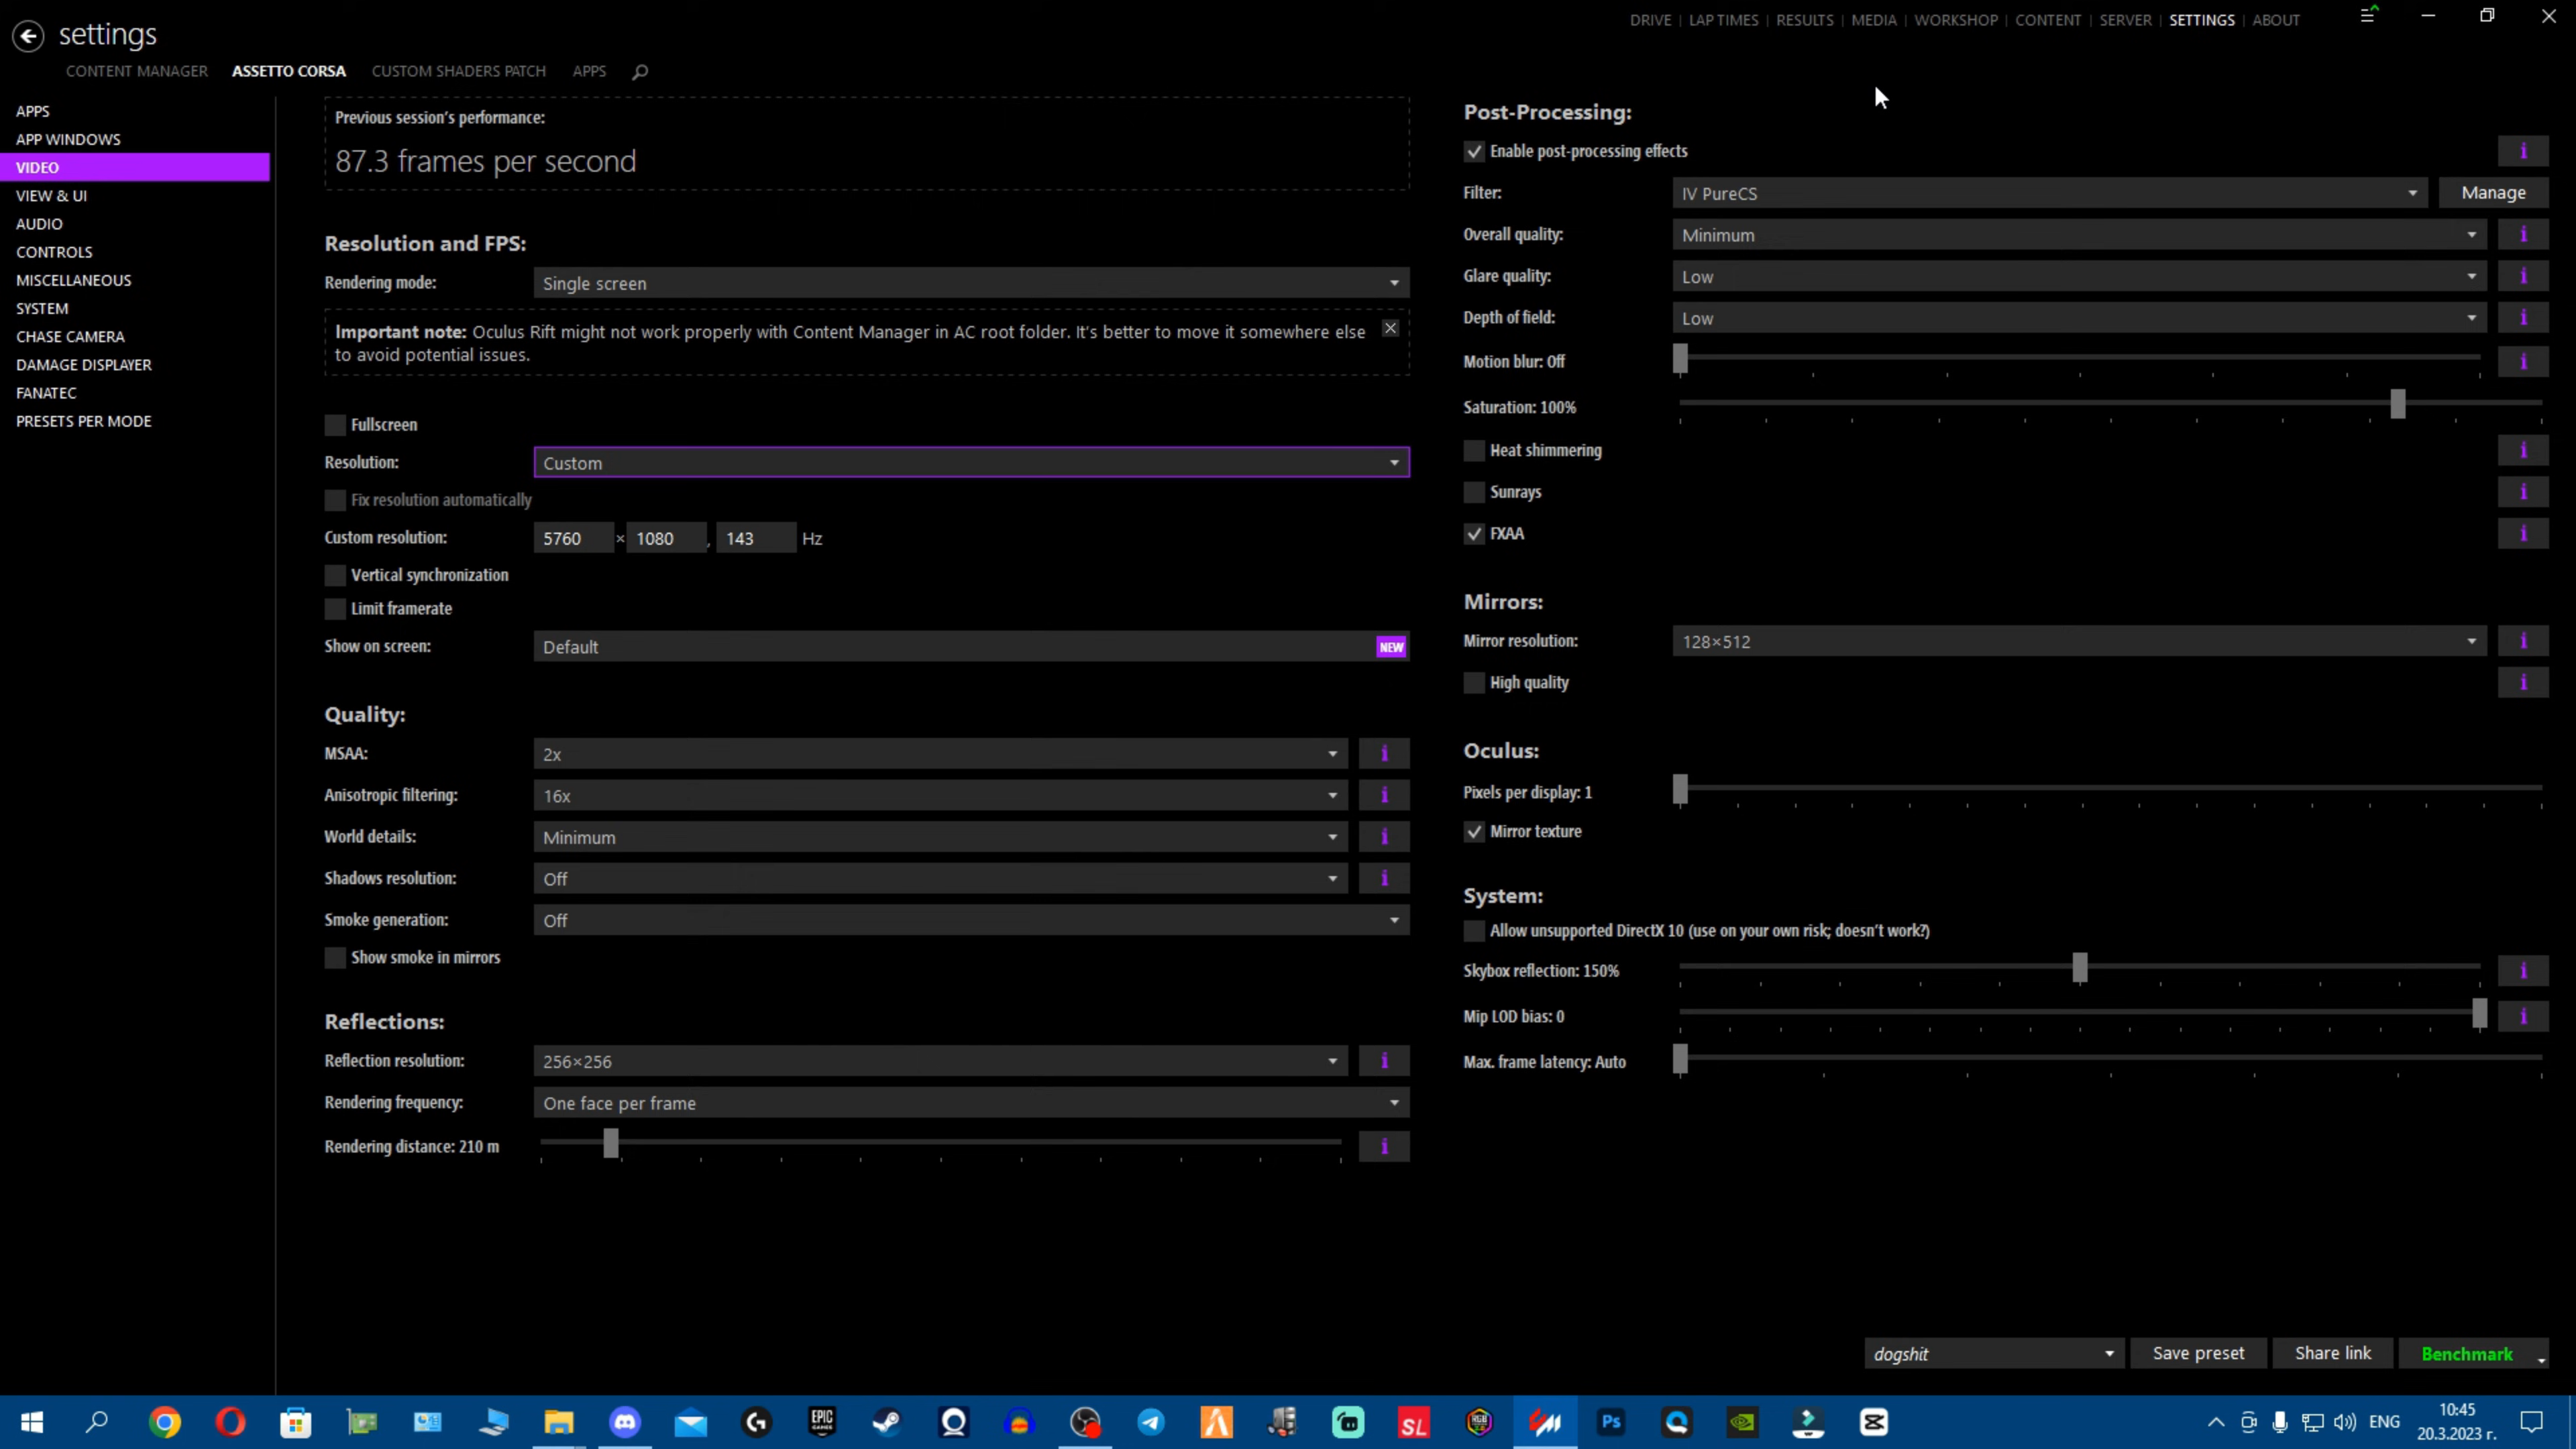 settings
DRIVE | LAP TIMES | RESULTS | MEDIA | WORKSHOP | CONTENT | SERVER | SETTINGS | ABOUT
CONTENT MANAGER ASSETTO CORSA CUSTOM SHADERS PATCH APPS
APPS
APP WINDOWS
VIDEO
VIEW & UI
AUDIO
CONTROLS
MISCELLANEOUS
SYSTEM
CHASE CAMERA
DAMAGE DISPLAYER
FANATEC
PRESETS PER MODE
Previous session's performance:
87.3 frames per second
Resolution and FPS:
Rendering mode: Single screen
Important note: Oculus Rift might not work properly with Content Manager in AC root folder. It's better to move it somewhere else
to avoid potential issues.
Fullscreen
Resolution: Custom
Fix resolution automatically
Custom resolution: 5760 × 1080 , 143 Hz
Vertical synchronization
Limit framerate
Show on screen: Default NEW
Quality:
MSAA: 2x i
Anisotropic filtering: 16x i
World details: Minimum i
Shadows resolution: Off i
Smoke generation: Off
Show smoke in mirrors
Reflections:
Reflection resolution: 256×256 i
Rendering frequency: One face per frame
Rendering distance: 210 m i
Post-Processing:
Enable post-processing effects i
Filter: IV PureCS Manage
Overall quality: Minimum i
Glare quality: Low i
Depth of field: Low i
Motion blur: Off i
Saturation: 100%
Heat shimmering i
Sunrays i
FXAA i
Mirrors:
Mirror resolution: 128×512 i
High quality i
Oculus:
Pixels per display: 1
Mirror texture
System:
Allow unsupported DirectX 10 (use on your own risk; doesn't work?)
Skybox reflection: 150% i
Mip LOD bias: 0 i
Max. frame latency: Auto
dogshit Save preset Share link Benchmark
EPIC GAMES SL Ps ENG 10:45
20.3.2023 г.